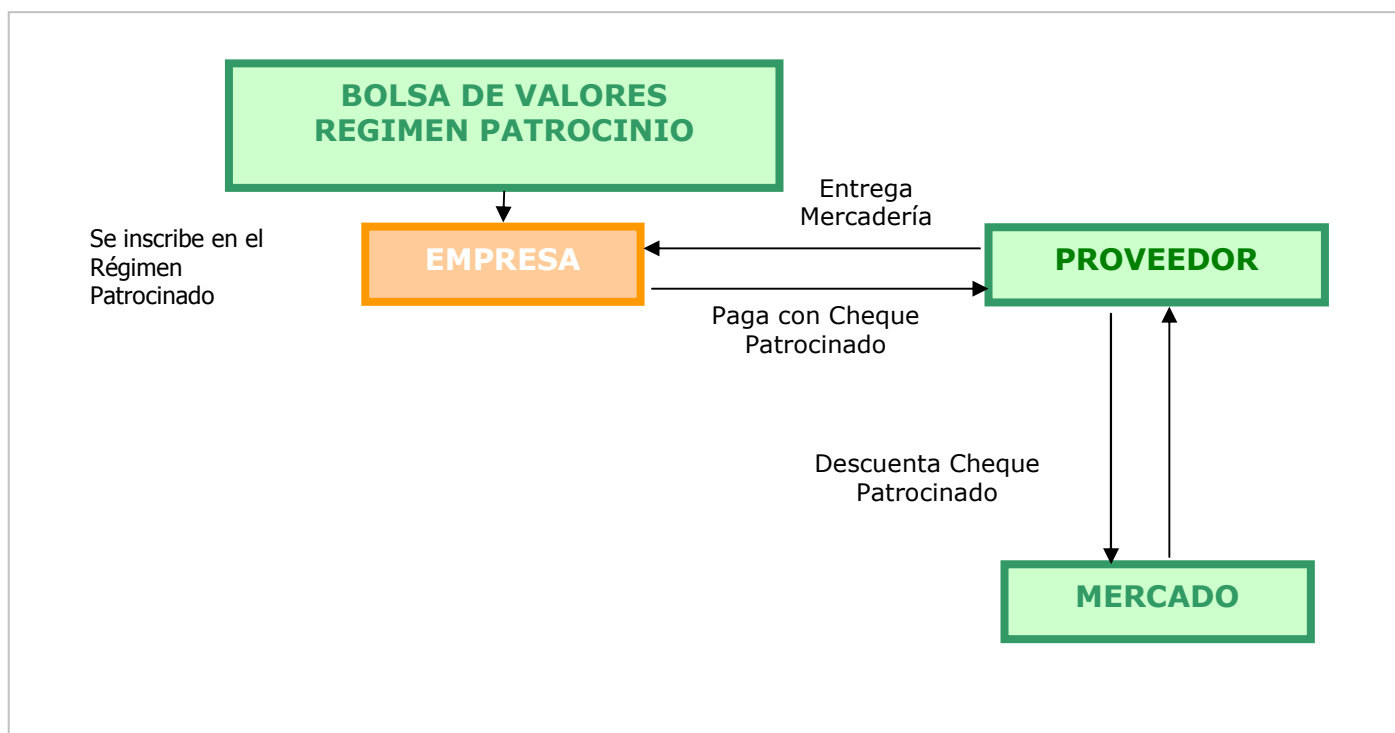 BOLSA DE VALORES
REGIMEN PATROCINIO
Entrega
Mercadería
Se inscribe en el
Régimen
Patrocinado
EMPRESA
PROVEEDOR
Paga con Cheque
Patrocinado
Descuenta Cheque
Patrocinado
MERCADO